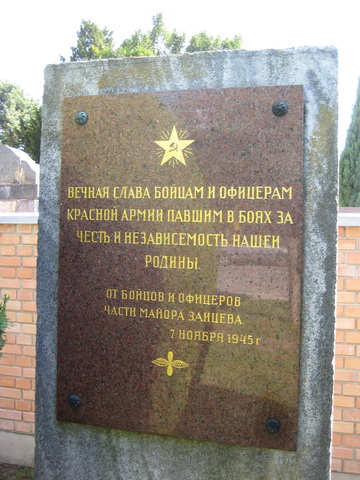 ВЕЧНАЯ СЛАВА БОЙЦАМ И ОФИЦЕРАМ
КРАСНОЙ АРМИИ ПАВШИМ В БОЯХ ЗА
ЧЕСТЬ И НЕЗАВИСЕМОСТЬ НАШЕЙ
РОДИНЫ.
ОТ БОЙЦОВ И ОФИЦЕРОВ
ЧАСТИ МАЙОРА ЗАЙЦЕВА.
7 НОЯБРЯ 1945 г.